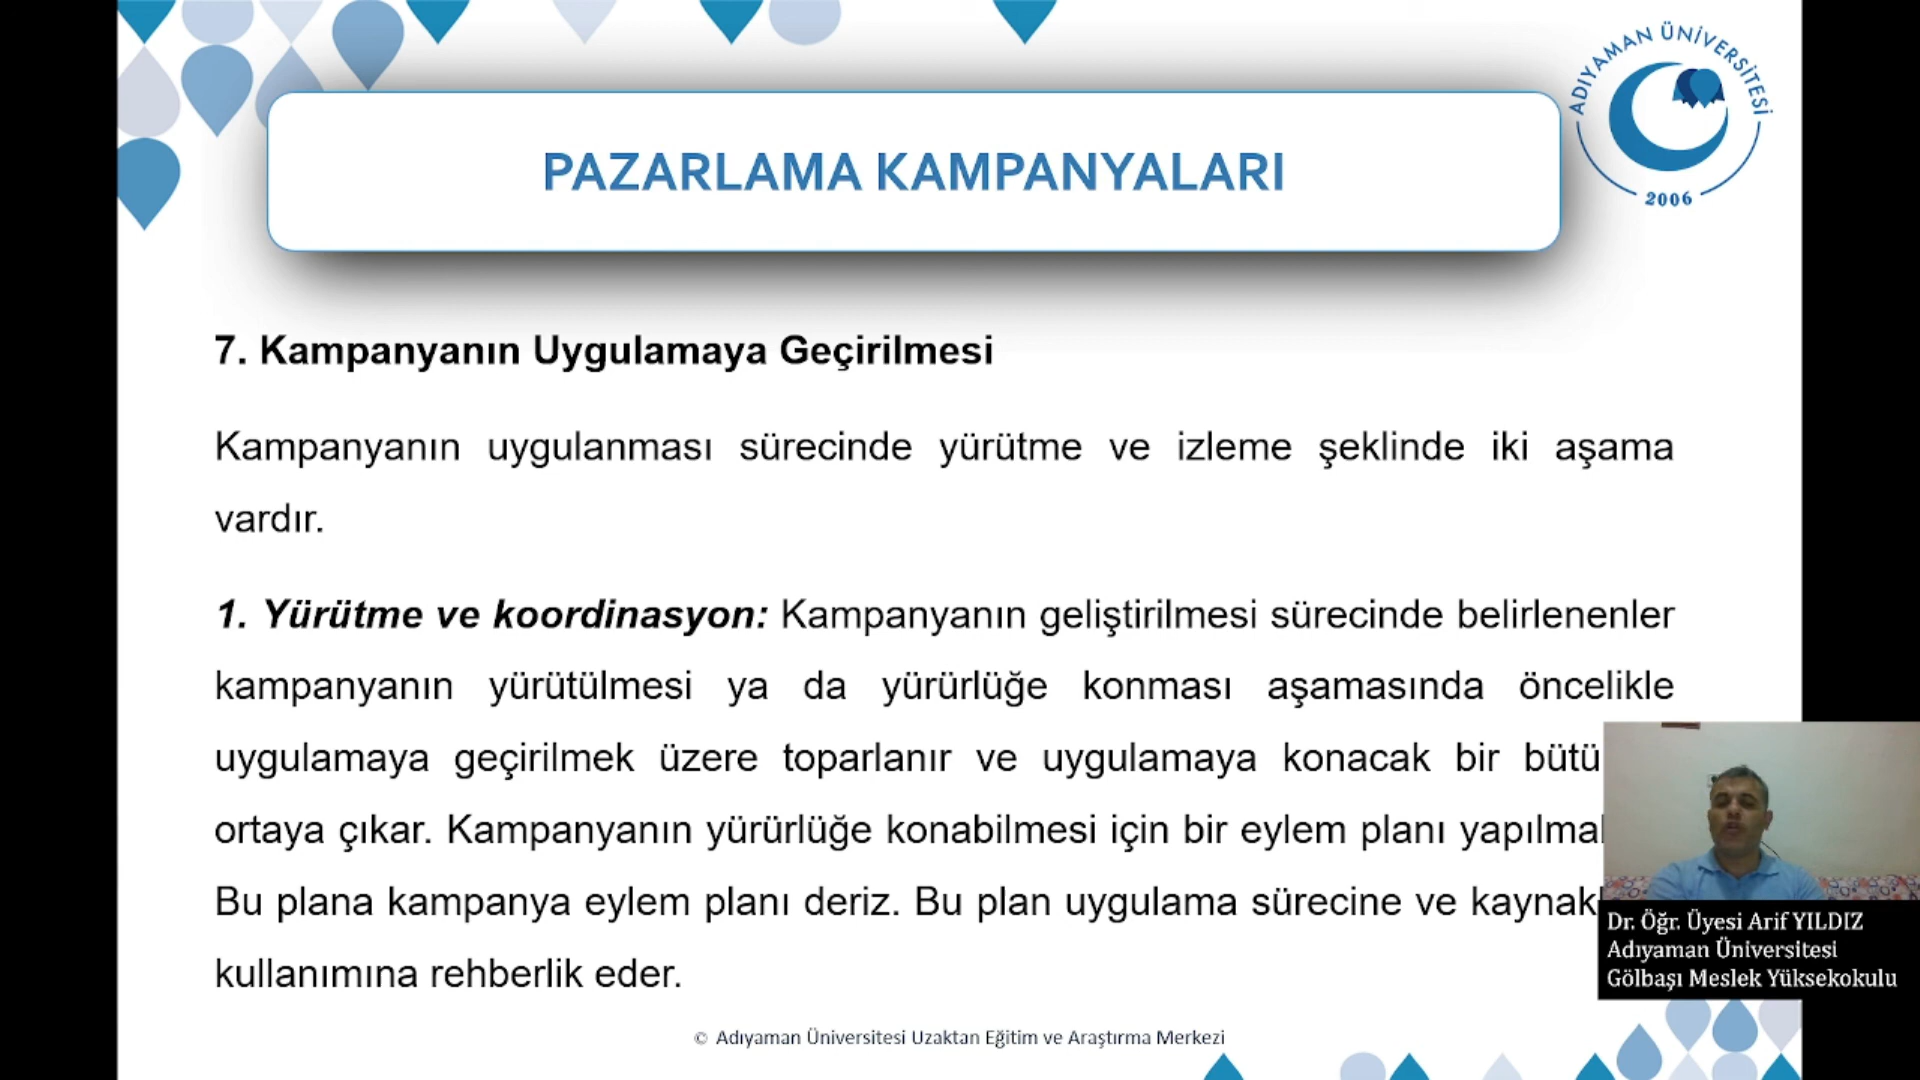 ADIYAMAN ÜNİVERSİTESİ
2006
PAZARLAMA KAMPANYALARI
7. Kampanyanın Uygulamaya Geçirilmesi
Kampanyanın uygulanması sürecinde yürütme ve izleme şeklinde iki aşama
vardır.
1. Yürütme ve koordinasyon: Kampanyanın geliştirilmesi sürecinde belirlenenler
kampanyanın yürütülmesi ya da yürürlüğe konması aşamasında öncelikle
uygulamaya geçirilmek üzere toparlanır ve uygulamaya konacak bir
ortaya çıkar. Kampanyanın yürürlüğe konabilmesi için bir eylem planı
Bu plana kampanya eylem planı deriz. Bu plan uygulama sürecine ve
kullanımına rehberlik eder.
Dr. Öğr. Üyesi Arif YILDIZ
Adıyaman Üniversitesi
Gölbaşı Meslek Yüksekokulu
© Adıyaman Üniversitesi Uzaktan Eğitim ve Araştırma Merkezi